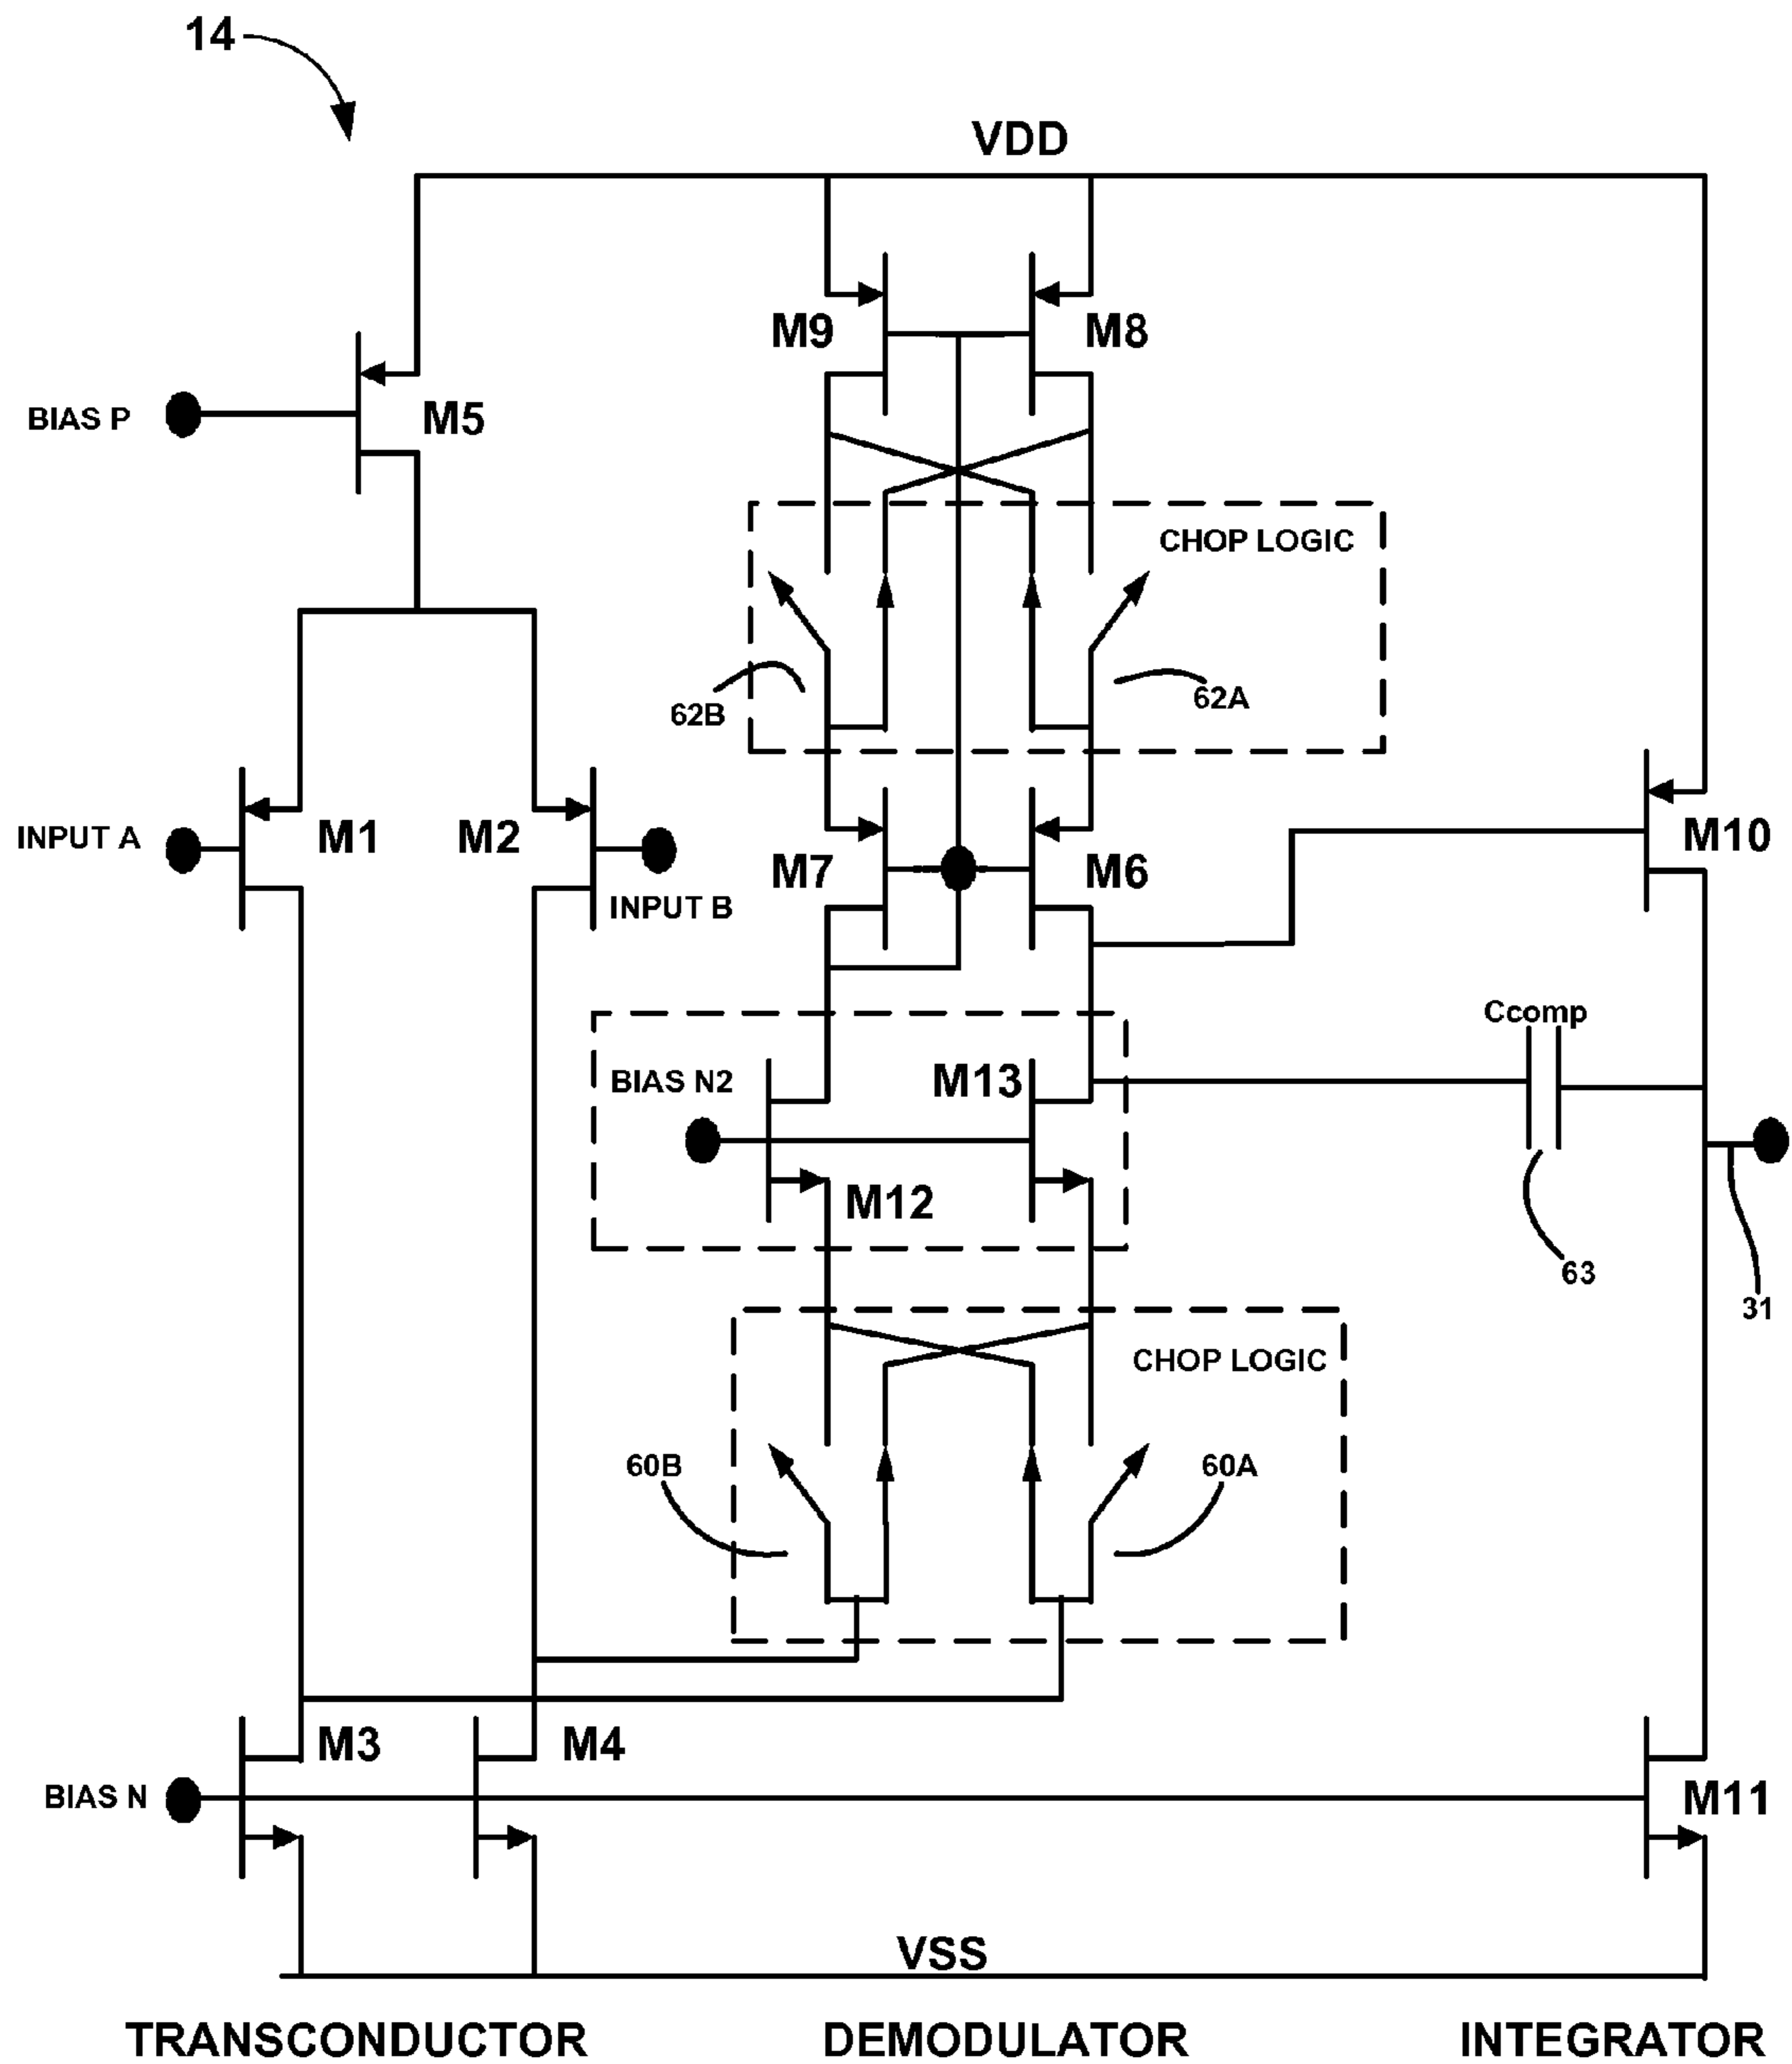 14
VDD
M9
M8
BIAS P
M5
CHOP LOGIC
62B
62A
INPUT A
M1
M2
INPUT B
M7
M6
M10
Ccomp
BIAS N2
M13
M12
63
31
CHOP LOGIC
60B
60A
M3
M4
BIAS N
M11
VSS
TRANSCONDUCTOR
DEMODULATOR
INTEGRATOR